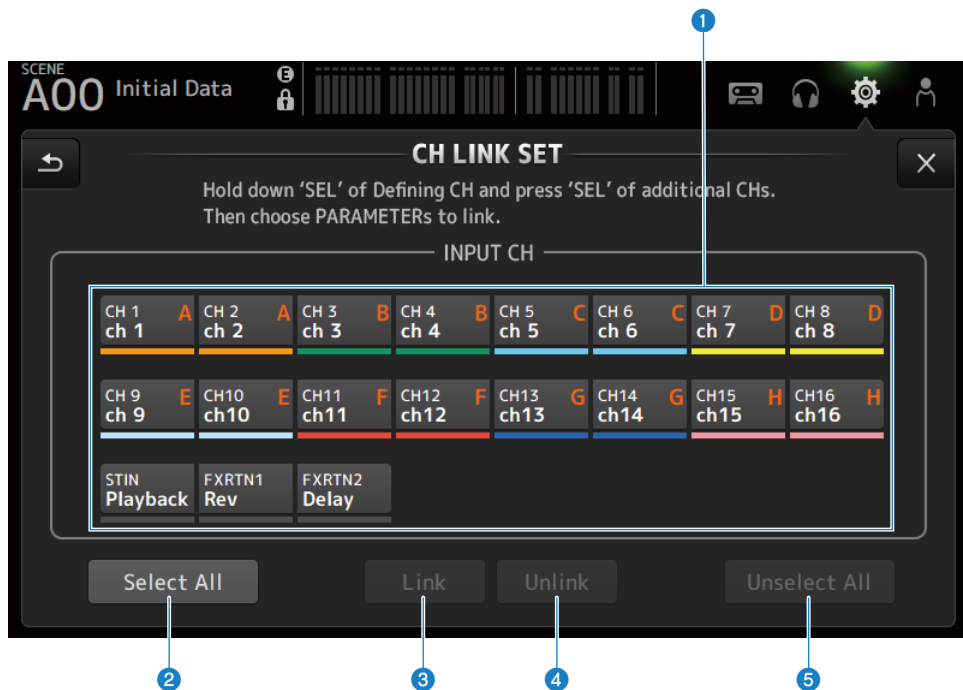 1
SCENE
A00 Initial Data E
CH LINK SET
Hold down ‘SEL’ of Defining CH and press ‘SEL’ of additional CHs.
Then choose PARAMETERs to link.
INPUT CH
CH 1 A CH 2 A CH 3 B CH 4 B CH 5 C CH 6 C CH 7 D CH 8 D
ch 1 ch 2 ch 3 ch 4 ch 5 ch 6 ch 7 ch 8
CH 9 E CH10 E CH11 F CH12 F CH13 G CH14 G CH15 H CH16 H
ch 9 ch10 ch11 ch12 ch13 ch14 ch15 ch16
STIN FXRTN1 FXRTN2
Playback Rev Delay
Select All Link Unlink Unselect All
2 3 4 5